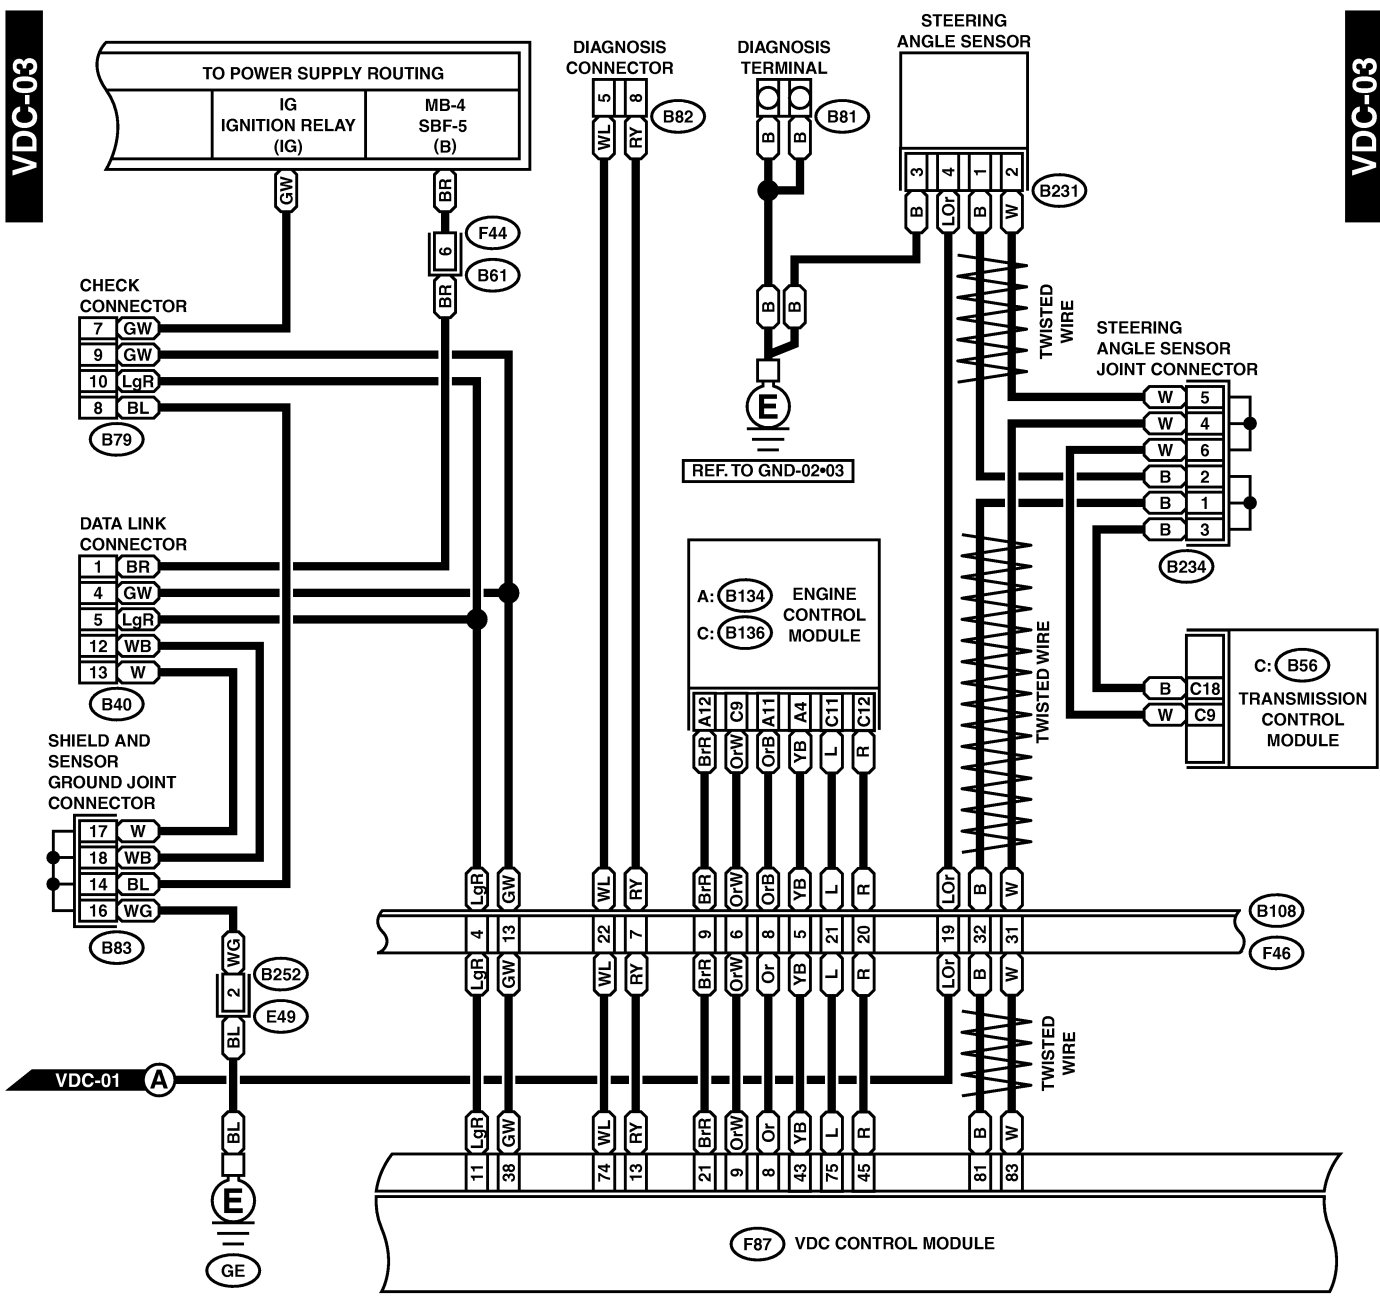 VDC-03
VDC-03
TO POWER SUPPLY ROUTING
IG
IGNITION RELAY
(IG)
MB-4
SBF-5
(B)
GW
BR
6
F44
B61
BR
DIAGNOSIS
CONNECTOR
5 8
B82
WL RY
DIAGNOSIS
TERMINAL
B81
B B
B B
E
REF. TO GND-02•03
STEERING
ANGLE SENSOR
3 4 1 2
B231
B LOr B W
TWISTED
WIRE
CHECK
CONNECTOR
7 GW
9 GW
10 LgR
8 BL
B79
STEERING
ANGLE SENSOR
JOINT CONNECTOR
W 5
W 4
W 6
B 2
B 1
B 3
B234
DATA LINK
CONNECTOR
1 BR
4 GW
5 LgR
12 WB
13 W
B40
A: B134
C: B136
ENGINE
CONTROL
MODULE
A12 C9 A11 A4 C11 C12
BrR OrW OrB YB L R
TWISTED WIRE
C: B56
TRANSMISSION
CONTROL
MODULE
B C18
W C9
SHIELD AND
SENSOR
GROUND JOINT
CONNECTOR
17 W
18 WB
14 BL
16 WG
B83
WG
2
B252
E49
BL
LgR GW WL RY BrR OrW OrB YB L R LOr B W
4 13 22 7 9 6 8 5 21 20 19 32 31
B108
F46
LgR GW WL RY BrR OrW Or YB L R LOr B W
TWISTED
WIRE
VDC-01 A
BL
E
GE
LgR GW WL RY BrR OrW Or YB L R B W
11 38 74 13 21 9 8 43 75 45 81 83
F87 VDC CONTROL MODULE